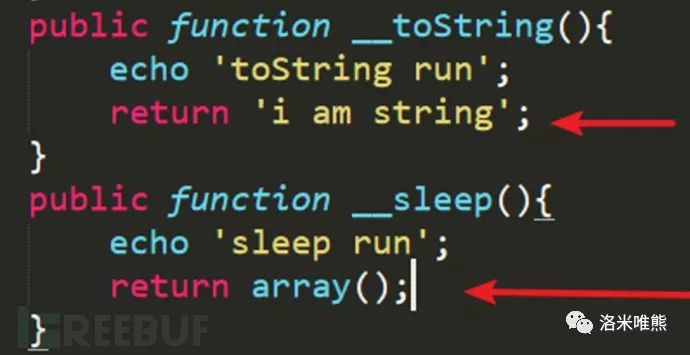 public function __toString(){
echo 'toString run';
return 'i am string';
}
public function __sleep(){
echo 'sleep run';
return array();
}
REEBUF
洛米唯熊